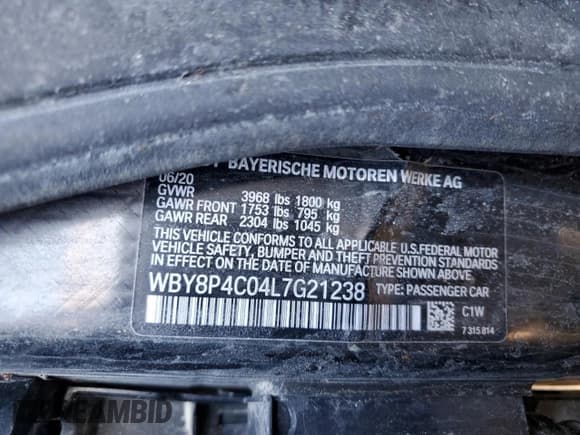 BAYERISCHE MOTOREN WERKE AG
06/20
GVWR 3968 lbs 1800 kg
GAWR FRONT 1753 lbs 795 kg
GAWR REAR 2304 lbs 1045 kg
THIS VEHICLE CONFORMS TO ALL APPLICABLE U.S.FEDERAL MOTOR
VEHICLE SAFETY, BUMPER AND THEFT PREVENTION STANDARDS
IN EFFECT ON THE DATE OF MANUFACTURE SHOWN ABOVE.
WBY8P4C04L7G21238 TYPE: PASSENGER CAR
C1W
7 315 814